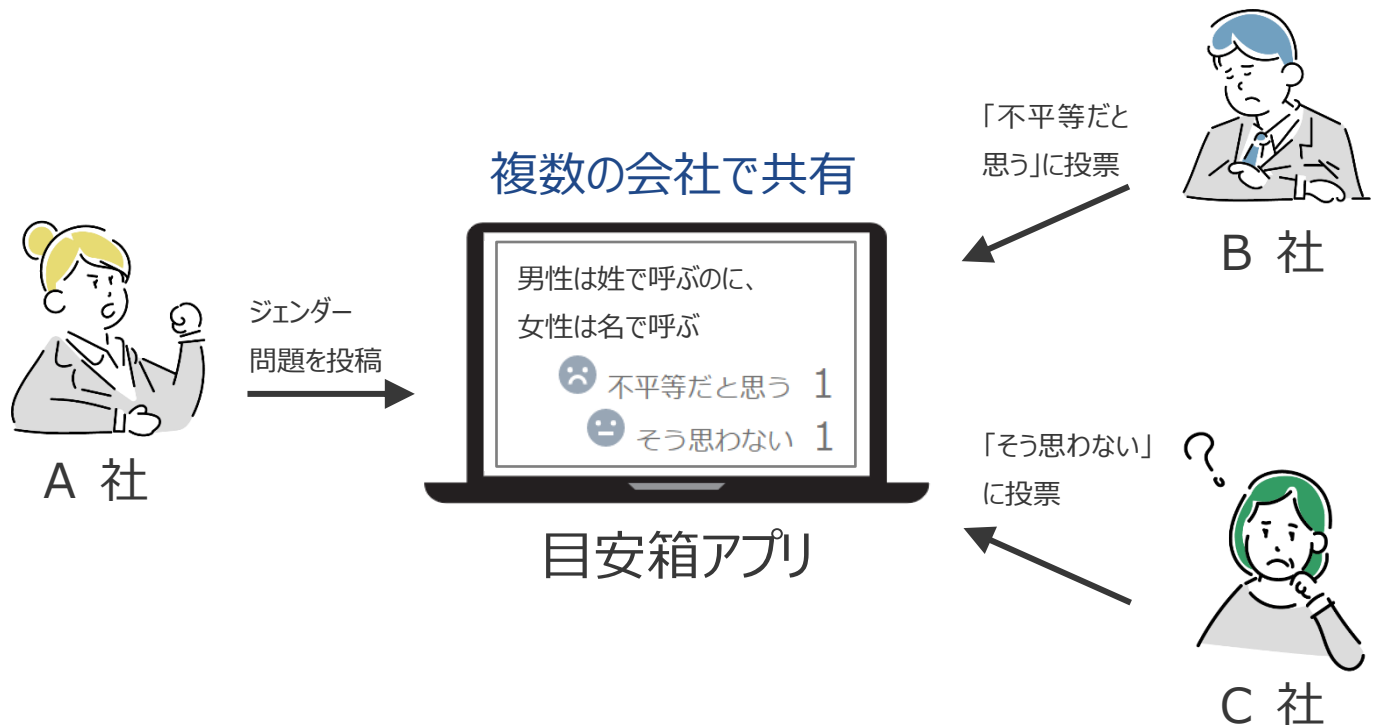 複数の会社で共有
ジェンダー
問題を投稿
A 社
男性は姓で呼ぶのに、
女性は名で呼ぶ
不平等だと思う 1
そう思わない 1
目安箱アプリ
「不平等だと
思う」に投票
B 社
「そう思わない」
に投票
?
C 社